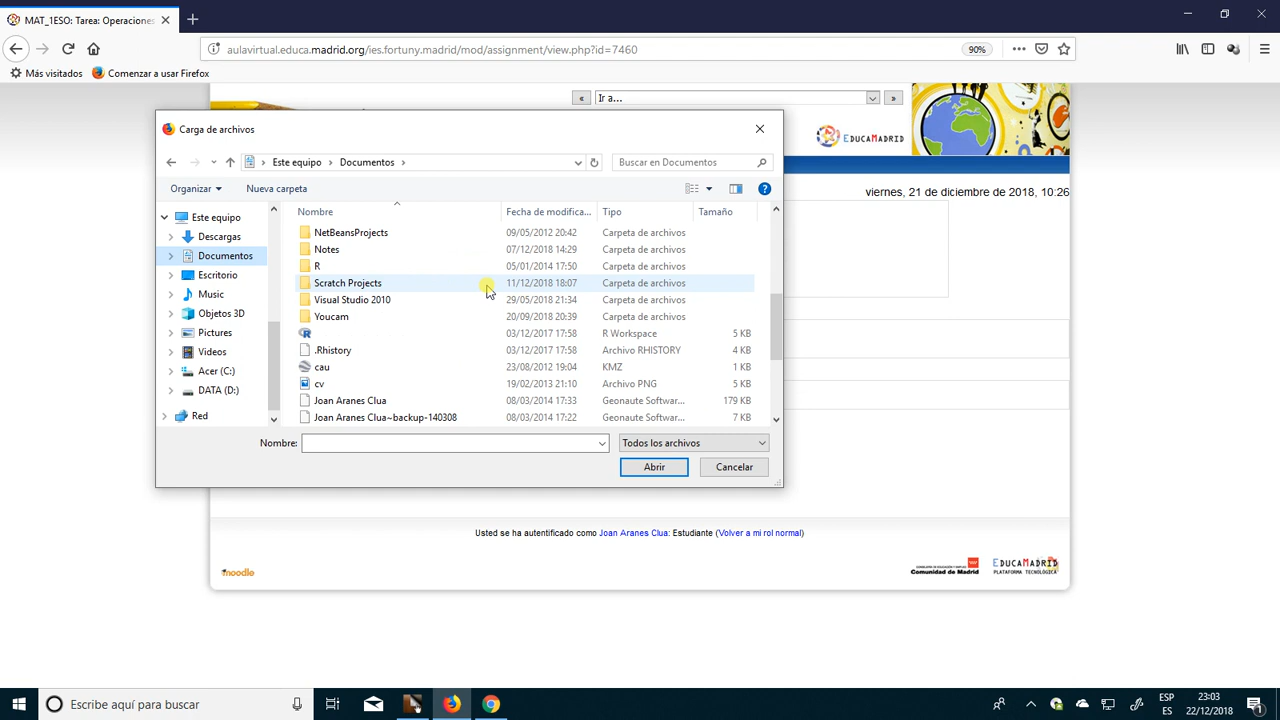 MAT_1ESO: Tarea: Operaciones
aulavirtual.educa.madrid.org/ies.fortuny.madrid/mod/assignment/view.php?id=7460
90%
Más visitados
Comenzar a usar Firefox
« Ir a... »
EDUCAMADRID
Carga de archivos
Este equipo > Documentos >
Buscar en Documentos
viernes, 21 de diciembre de 2018, 10:26
Organizar
Nueva carpeta
Nombre
Fecha de modifica...
Tipo
Tamaño
Este equipo
Descargas
Documentos
Escritorio
Music
Objetos 3D
Pictures
Videos
Acer (C:)
DATA (D:)
Red
NetBeansProjects 09/05/2012 20:42 Carpeta de archivos
Notes 07/12/2018 14:29 Carpeta de archivos
R 05/01/2014 17:50 Carpeta de archivos
Scratch Projects 11/12/2018 18:07 Carpeta de archivos
Visual Studio 2010 29/05/2018 21:34 Carpeta de archivos
Youcam 20/09/2018 20:39 Carpeta de archivos
03/12/2017 17:58 R Workspace 5 KB
.Rhistory 03/12/2017 17:58 Archivo RHISTORY 4 KB
cau 23/08/2012 19:04 KMZ 1 KB
cv 19/02/2013 21:10 Archivo PNG 5 KB
Joan Aranes Clua 08/03/2014 17:33 Geonaute Softwar... 179 KB
Joan Aranes Clua~backup-140308 08/03/2014 17:22 Geonaute Softwar... 7 KB
Nombre:
Todos los archivos
Abrir
Cancelar
Usted se ha autentificado como Joan Aranes Clua: Estudiante (Volver a mi rol normal)
moodle
Comunidad de Madrid
EDUCAMADRID
PLATAFORMA TECNOLÓGICA
Escribe aquí para buscar
ESP
ES
23:03
22/12/2018
1